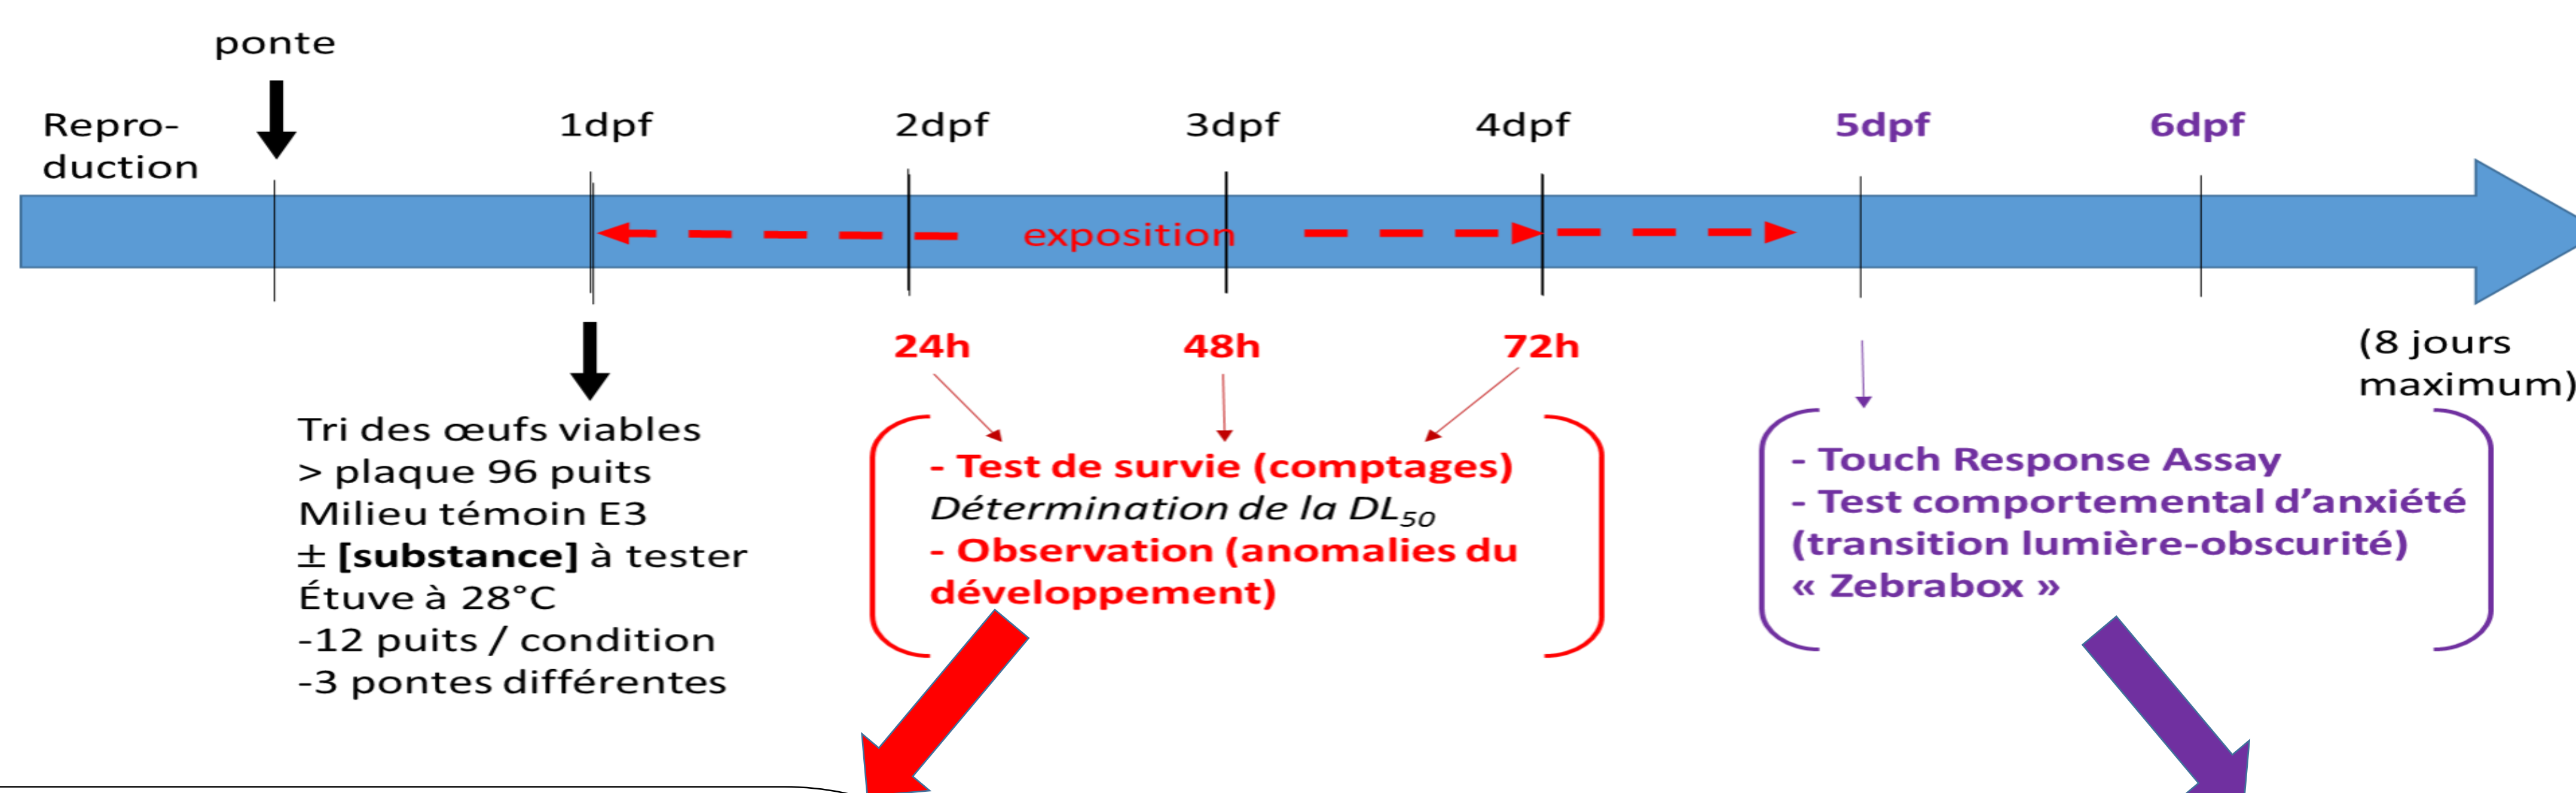 ponte
Repro-
duction
1dpf
2dpf
3dpf
4dpf
5dpf
6dpf
exposition
24h
48h
72h
(8 jours
maximum)
Tri des œufs viables
> plaque 96 puits
Milieu témoin E3
± [substance] à tester
Étuve à 28°C
-12 puits / condition
-3 pontes différentes
- Test de survie (comptages)
Détermination de la DL50
- Observation (anomalies du
développement)
- Touch Response Assay
- Test comportemental d’anxiété
(transition lumière-obscurité)
« Zebrabox »